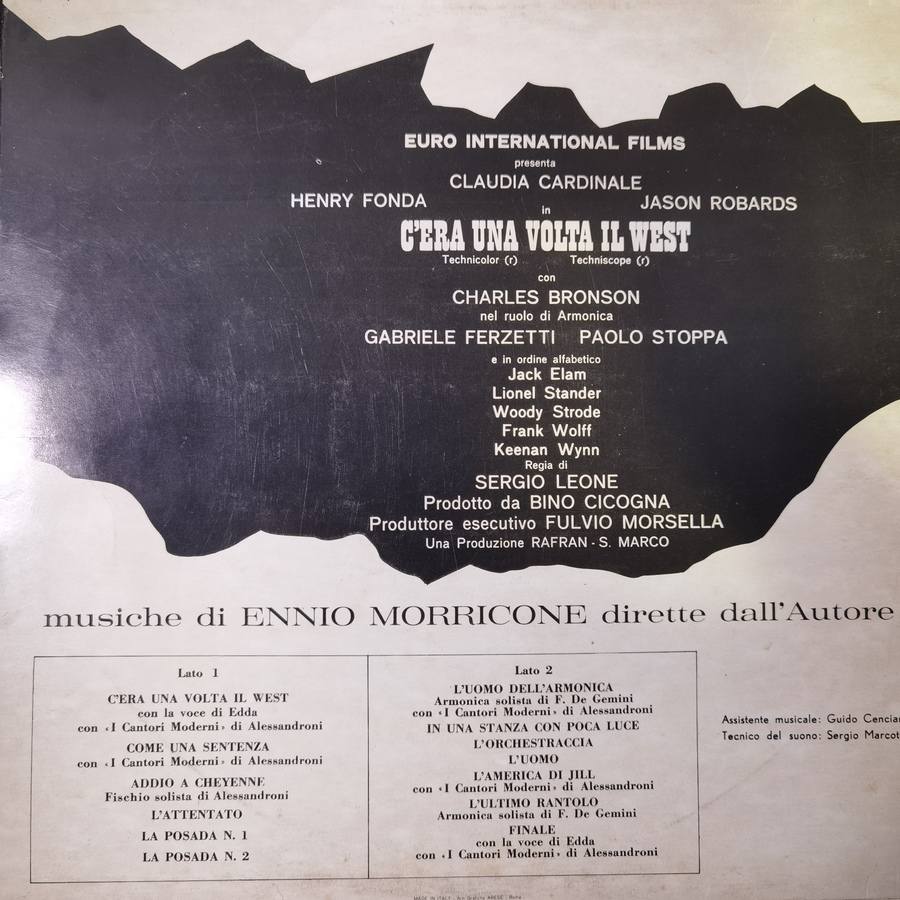 EURO INTERNATIONAL FILMS
presenta
CLAUDIA CARDINALE
HENRY FONDA JASON ROBARDS
in
C'ERA UNA VOLTA IL WEST
Technicolor (r) Techniscope (r)
con
CHARLES BRONSON
nel ruolo di Armonica
GABRIELE FERZETTI PAOLO STOPPA
e in ordine alfabetico
Jack Elam
Lionel Stander
Woody Strode
Frank Wolff
Keenan Wynn
Regia di
SERGIO LEONE
Prodotto da BINO CICOGNA
Produttore esecutivo FULVIO MORSELLA
Una Produzione RAFRAN - S. MARCO
musiche di ENNIO MORRICONE dirette dall'Autore
Lato 1
C'ERA UNA VOLTA IL WEST
con la voce di Edda
con «I Cantori Moderni» di Alessandroni
COME UNA SENTENZA
con «I Cantori Moderni» di Alessandroni
ADDIO A CHEYENNE
Fischio solista di Alessandroni
L'ATTENTATO
LA POSADA N. 1
LA POSADA N. 2
Lato 2
L'UOMO DELL'ARMONICA
Armonica solista di F. De Gemini
con «I Cantori Moderni» di Alessandroni
IN UNA STANZA CON POCA LUCE
L'ORCHESTRACCIA
L'UOMO
L'AMERICA DI JILL
con «I Cantori Moderni» di Alessandroni
L'ULTIMO RANTOLO
Armonica solista di F. De Gemini
FINALE
con la voce di Edda
con «I Cantori Moderni» di Alessandroni
Assistente musicale: Guido Cencia
Tecnico del suono: Sergio Marcot
MADE IN ITALY